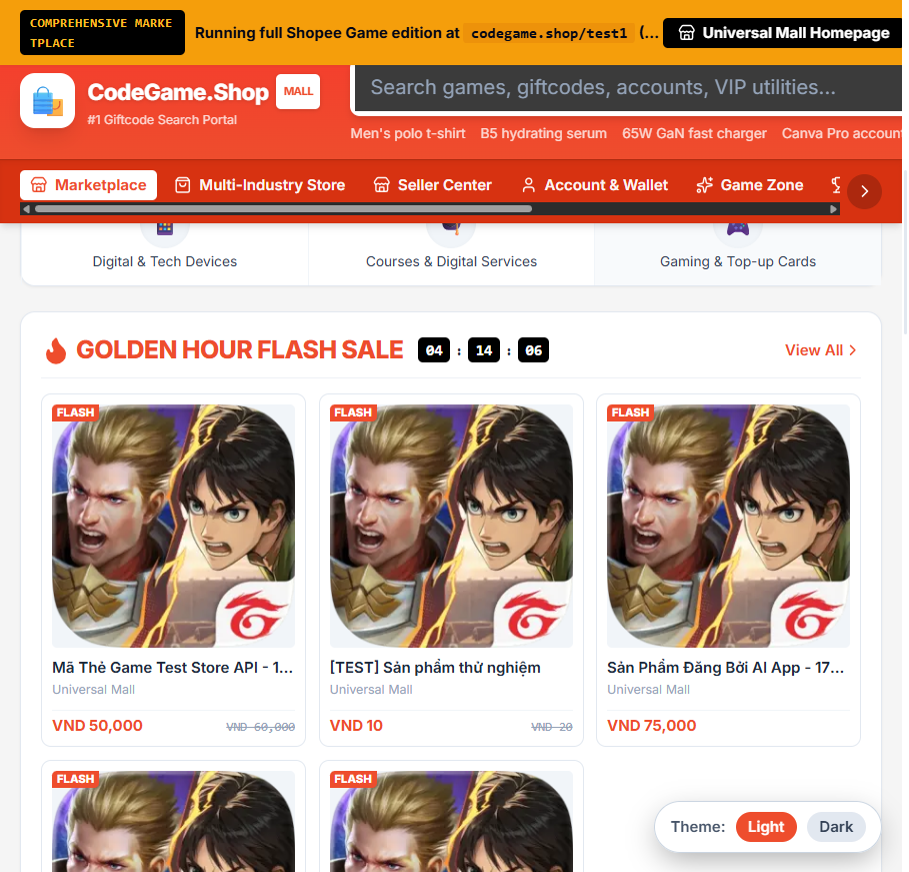 COMPREHENSIVE MARKE
TPLACE
Running full Shopee Game edition at codegame.shop/test1 (...
Universal Mall Homepage
CodeGame.Shop
MALL
#1 Giftcode Search Portal
Search games, giftcodes, accounts, VIP utilities...
Men's polo t-shirt B5 hydrating serum 65W GaN fast charger Canva Pro accoun
Marketplace Multi-Industry Store Seller Center Account & Wallet Game Zone
Digital & Tech Devices Courses & Digital Services Gaming & Top-up Cards
GOLDEN HOUR FLASH SALE 04 : 14 : 06 View All
FLASH FLASH FLASH
Mã Thẻ Game Test Store API - 1...
Universal Mall
VND 50,000 VND 60,000
[TEST] Sản phẩm thử nghiệm
Universal Mall
VND 10 VND 20
Sản Phẩm Đăng Bởi AI App - 17...
Universal Mall
VND 75,000
FLASH FLASH
Theme: Light Dark